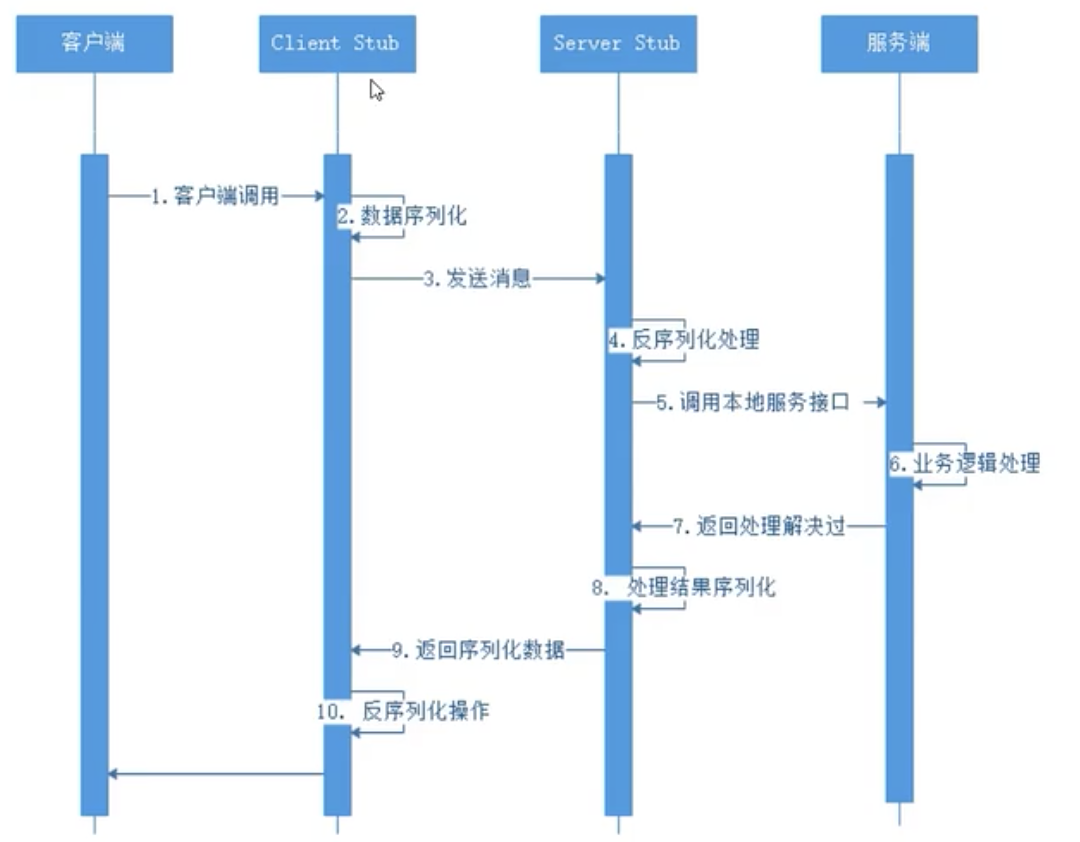 客户端
Client Stub
Server Stub
服务端
1.客户端调用
2.数据序列化
3.发送消息
4.反序列化处理
5.调用本地服务接口
6.业务逻辑处理
7.返回处理解决过
8. 处理结果序列化
9.返回序列化数据
10. 反序列化操作